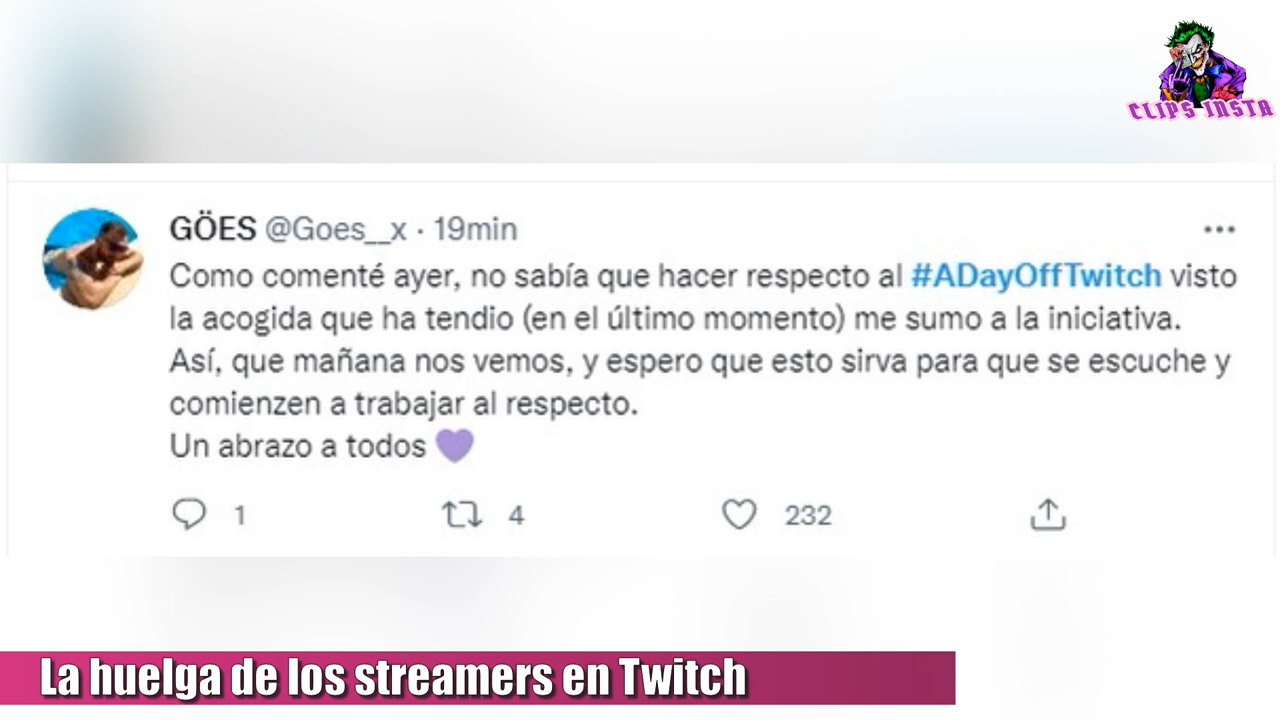 CLIPS INSTA
GÖES @Goes__x · 19min
Como comenté ayer, no sabía que hacer respecto al #ADayOffTwitch visto
la acogida que ha tendio (en el último momento) me sumo a la iniciativa.
Así, que mañana nos vemos, y espero que esto sirva para que se escuche y
comienzen a trabajar al respecto.
Un abrazo a todos 💜
1 4 232
La huelga de los streamers en Twitch